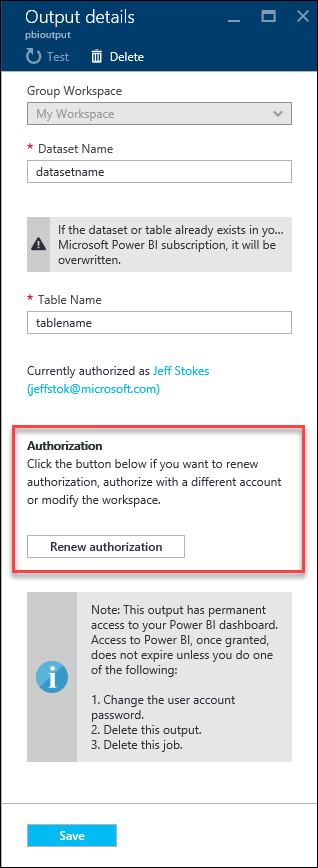 Output details
pbioutput
Test
Delete
Group Workspace
My Workspace
* Dataset Name
datasetname
If the dataset or table already exists in yo...
Microsoft Power BI subscription, it will be
overwritten.
* Table Name
tablename
Currently authorized as Jeff Stokes
(jeffstok@microsoft.com)
Authorization
Click the button below if you want to renew
authorization, authorize with a different account
or modify the workspace.
Renew authorization
Note: This output has permanent
access to your Power BI dashboard.
Access to Power BI, once granted,
does not expire unless you do one
of the following:
1. Change the user account
password.
2. Delete this output.
3. Delete this job.
Save